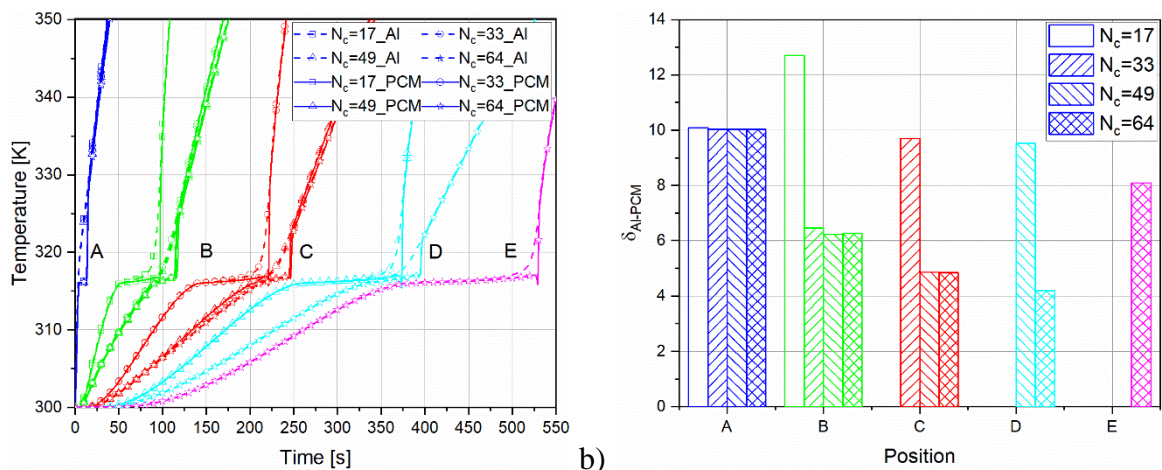 350
340
330
320
310
300
Temperature [K]
0 50 100 150 200 250 300 350 400 450 500 550
Time [s]
N_c=17_Al N_c=33_Al
N_c=49_Al N_c=64_Al
N_c=17_PCM N_c=33_PCM
N_c=49_PCM N_c=64_PCM
A B C D E
b)
14
12
10
8
6
4
2
0
δ_Al-PCM
A B C D E
Position
N_c=17
N_c=33
N_c=49
N_c=64